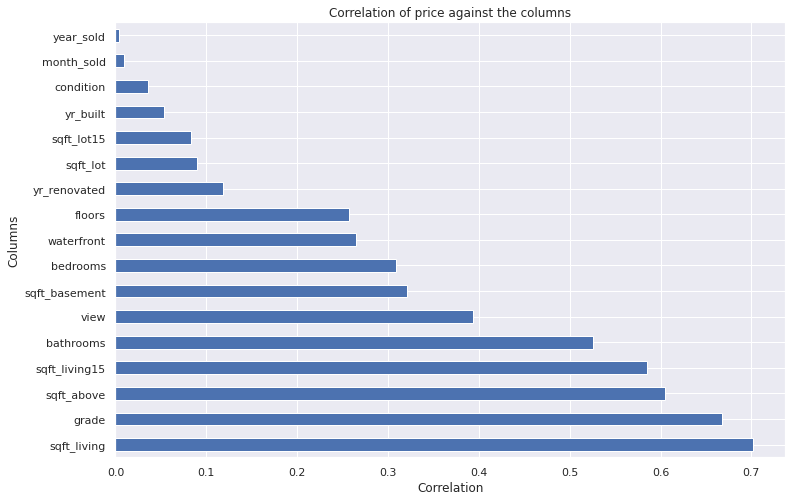 Correlation of price against the columns
year_sold
month_sold
condition
yr_built
sqft_lot15
sqft_lot
yr_renovated
floors
waterfront
bedrooms
sqft_basement
view
bathrooms
sqft_living15
sqft_above
grade
sqft_living
Columns
0.0 0.1 0.2 0.3 0.4 0.5 0.6 0.7
Correlation